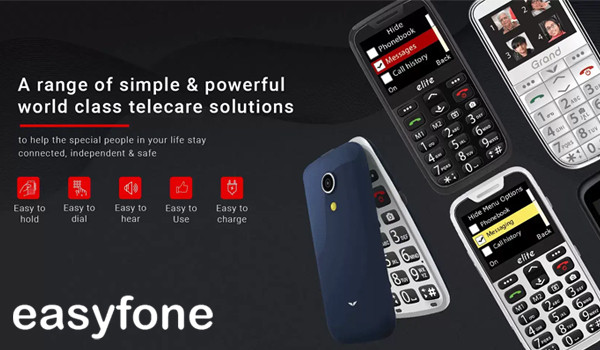 A range of simple & powerful
world class telecare solutions
to help the special people in your life stay
connected, independent & safe
Easy to
hold
Easy to
dial
Easy to
hear
Easy to
Use
Easy to
charge
easyfone
Hide
Phonebook
Messages
Call history
On Back
elite
M1 M2
Grand
Hide Menu Options
Phonebook
Messaging
Call history
On Back
elite